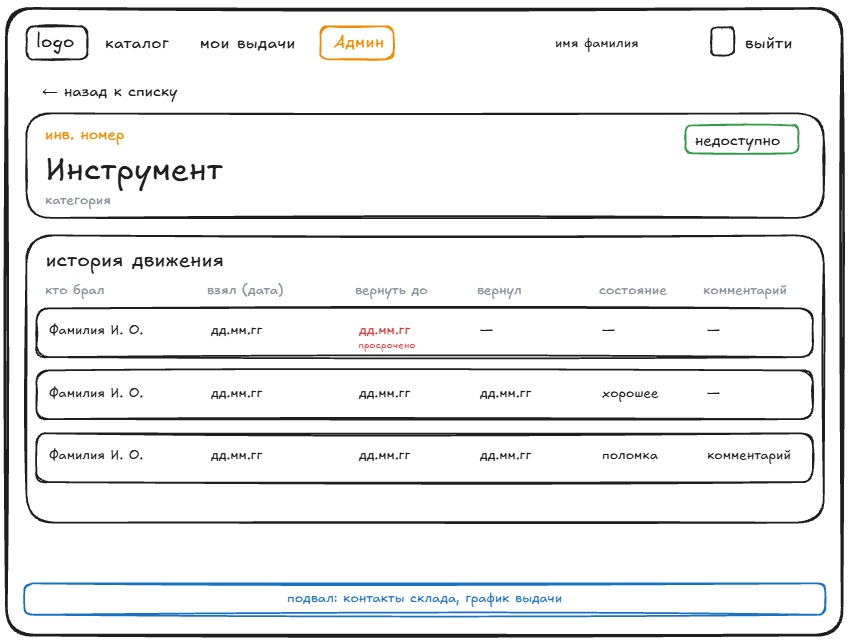 logo каталог мои выдачи Админ имя фамилия выйти
← назад к списку
инв. номер
недоступно
Инструмент
категория
история движения
кто брал взял (дата) вернуть до вернул состояние комментарий
Фамилия И. О. дд.мм.гг дд.мм.гг — — —
просрочено
Фамилия И. О. дд.мм.гг дд.мм.гг дд.мм.гг хорошее —
Фамилия И. О. дд.мм.гг дд.мм.гг дд.мм.гг поломка комментарий
подвал: контакты склада, график выдачи